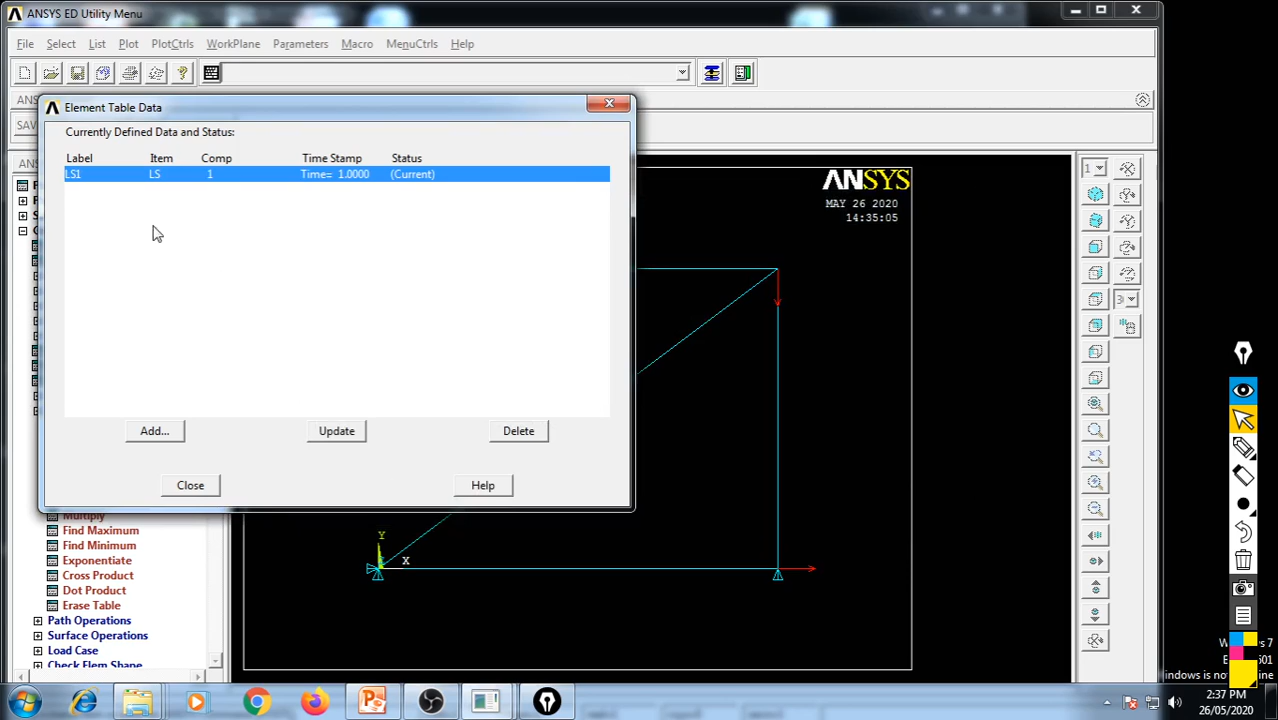 ANSYS ED Utility Menu
File Select List Plot PlotCtrls WorkPlane Parameters Macro MenuCtrls Help
Element Table Data
Currently Defined Data and Status:
Label Item Comp Time Stamp Status
LS1 LS 1 Time= 1.0000 (Current)
Add... Update Delete
Close Help
ANSYS
MAY 26 2020
14:35:05
1
3
Y
X
Multiply
Find Maximum
Find Minimum
Exponentiate
Cross Product
Dot Product
Erase Table
Path Operations
Surface Operations
Load Case
Check Elem Shape
2:37 PM
26/05/2020